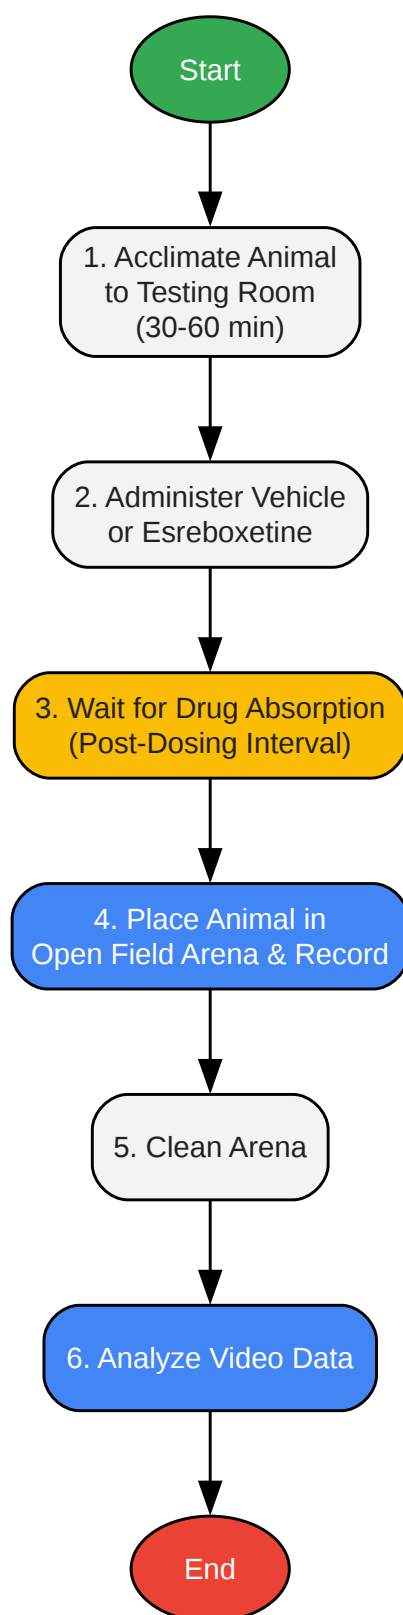 Start
1. Acclimate Animal
to Testing Room
(30-60 min)
2. Administer Vehicle
or Esreboxetine
3. Wait for Drug Absorption
(Post-Dosing Interval)
4. Place Animal in
Open Field Arena & Record
5. Clean Arena
6. Analyze Video Data
End